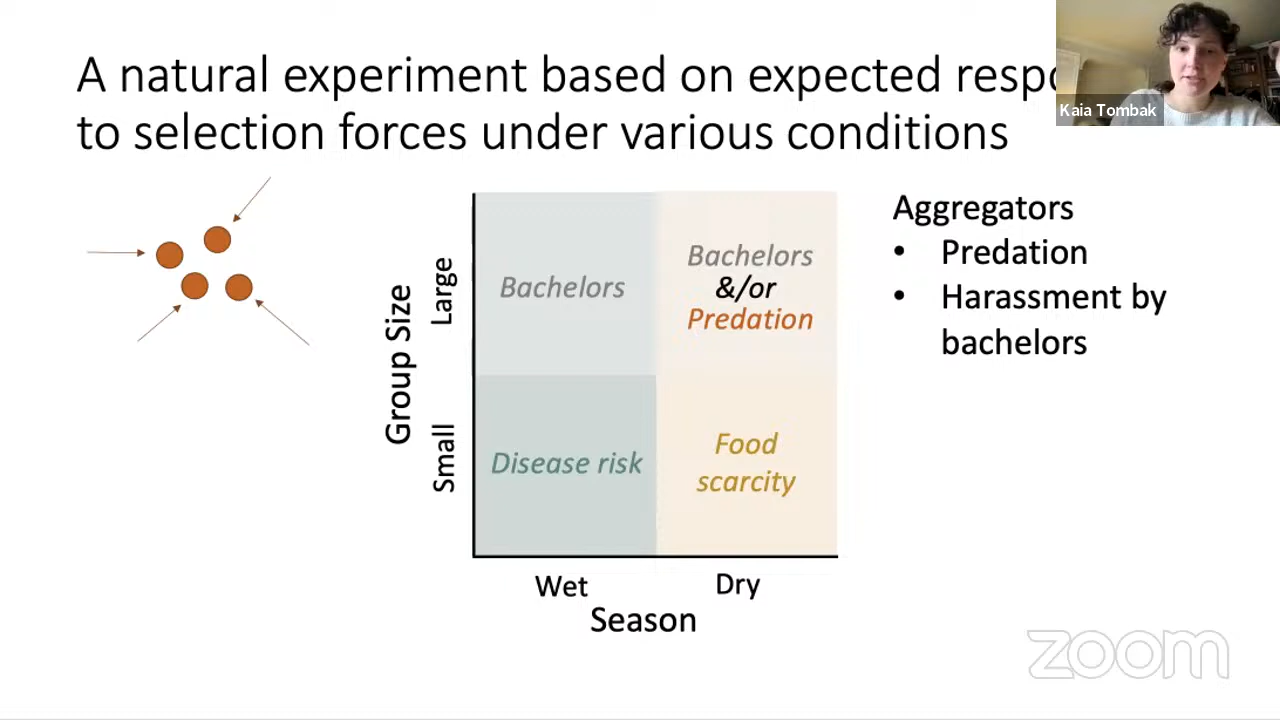 A natural experiment based on expected respo
to selection forces under various conditions
Kaia Tombak
Group Size
Large
Small
Bachelors
Bachelors
&/or
Predation
Disease risk
Food
scarcity
Wet
Dry
Season
Aggregators
• Predation
• Harassment by
bachelors
zoom